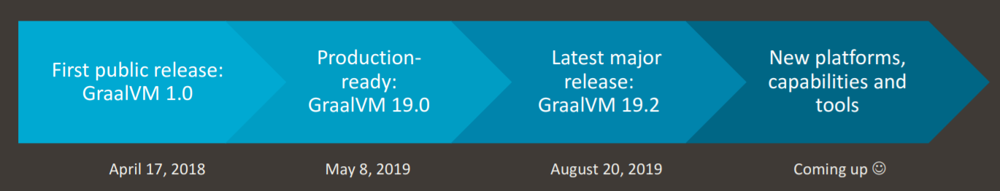 First public release:
GraalVM 1.0
Production-
ready:
GraalVM 19.0
Latest major
release:
GraalVM 19.2
New platforms,
capabilities and
tools
April 17, 2018
May 8, 2019
August 20, 2019
Coming up ☺